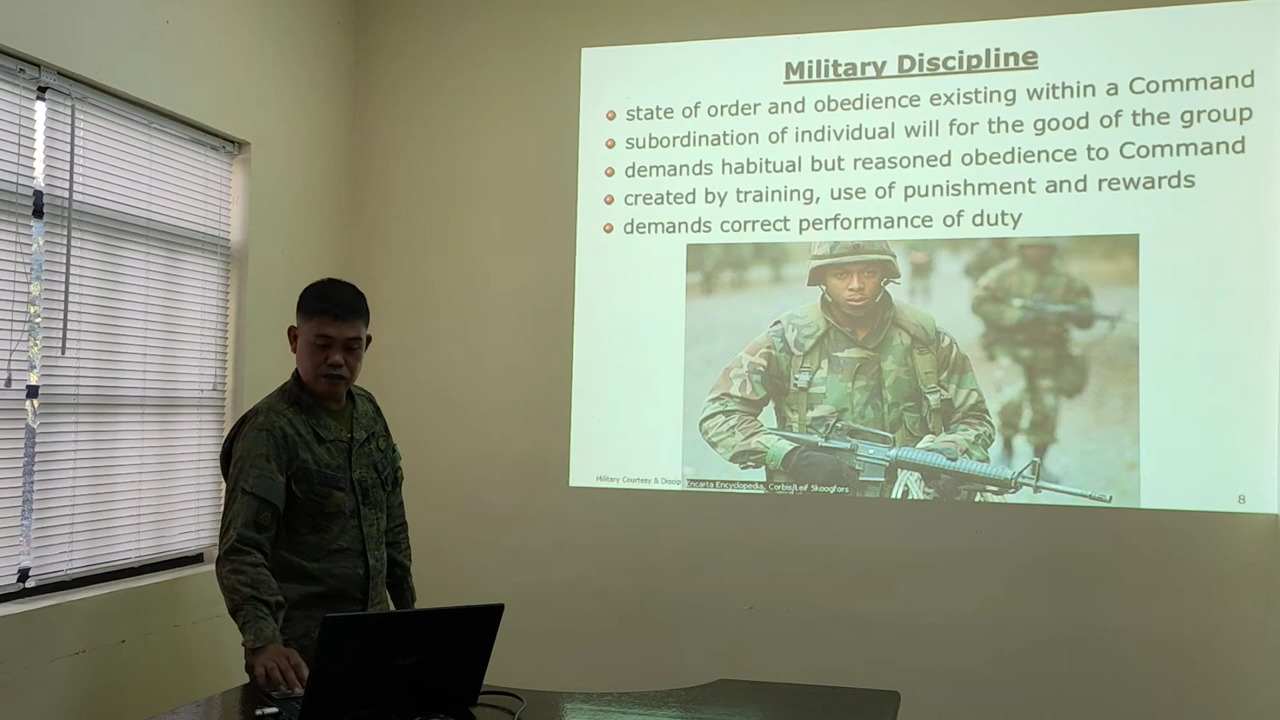 Military Discipline
state of order and obedience existing within a Command
subordination of individual will for the good of the group
demands habitual but reasoned obedience to Command
created by training, use of punishment and rewards
demands correct performance of duty
Military Courtesy & Discip
Encarta Encyclopedia, Corbis/Leif Skoogfors
8
acer